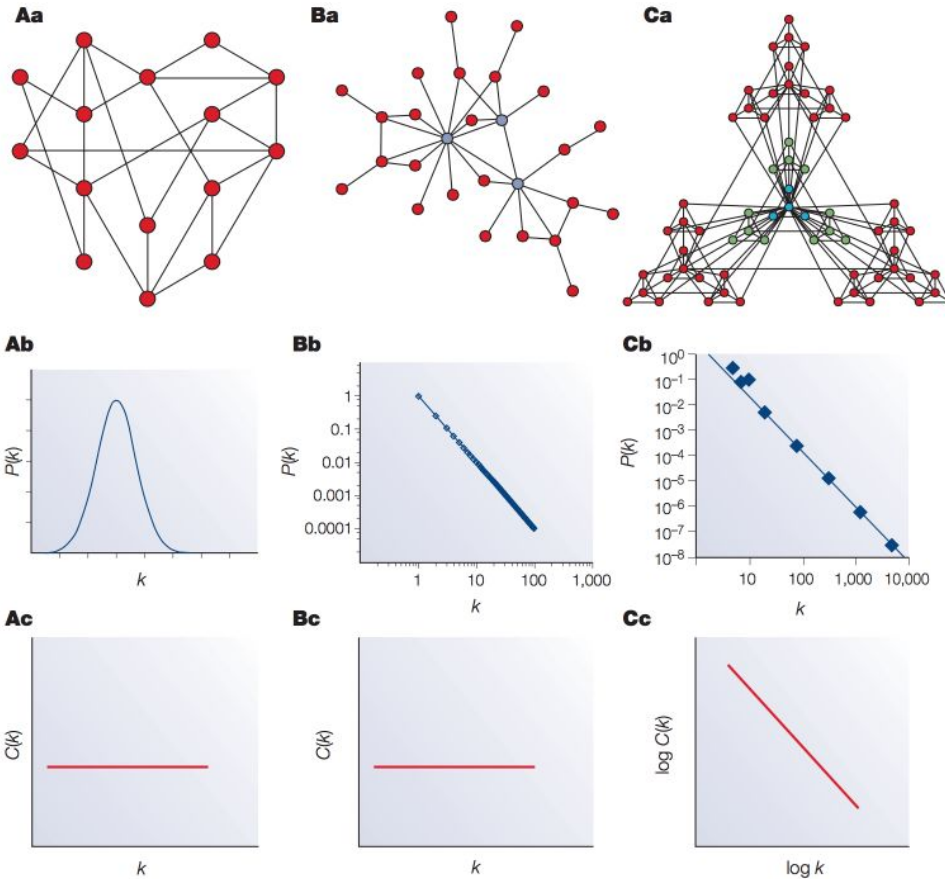 Aa
Ba
Ca
Ab
P(k)
k
Bb
1
0.1
0.01
0.001
0.0001
P(k)
1
10
100
1,000
k
Cb
10⁰
10⁻¹
10⁻²
10⁻³
10⁻⁴
10⁻⁵
10⁻⁶
10⁻⁷
10⁻⁸
P(k)
10
100
1,000
10,000
k
Ac
C(k)
k
Bc
C(k)
k
Cc
log C(k)
log k